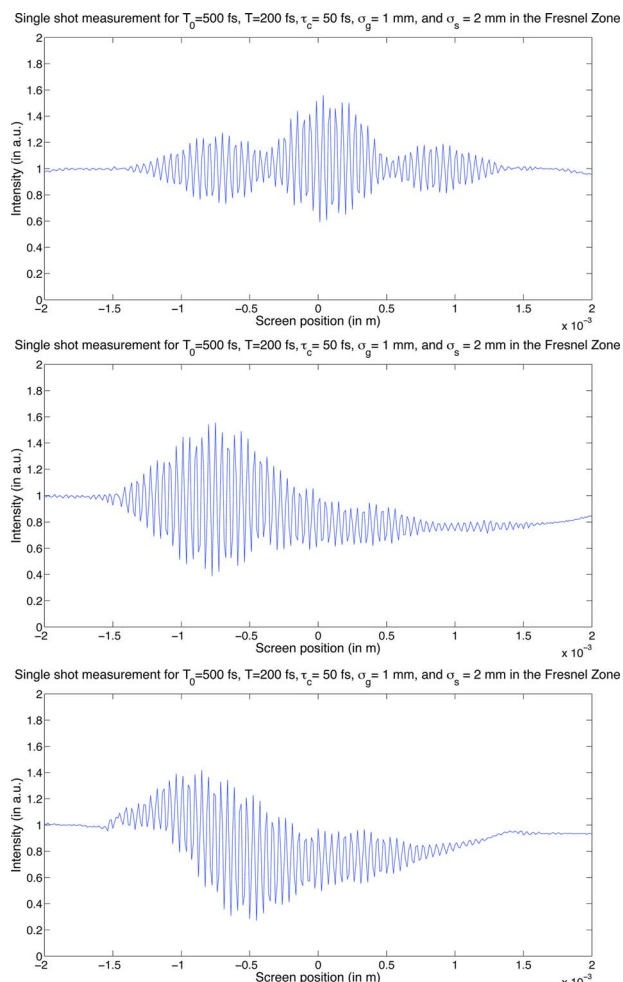 Single shot measurement for T0=500 fs, T=200 fs, τc= 50 fs, σg= 1 mm, and σs = 2 mm in the Fresnel Zone
2
1.8
1.6
1.4
1.2
1
0.8
0.6
0.4
0.2
0
Intensity (in a.u.)
−2 −1.5 −1 −0.5 0 0.5 1 1.5 2
Screen position (in m)
x 10−3
Single shot measurement for T0=500 fs, T=200 fs, τc= 50 fs, σg= 1 mm, and σs = 2 mm in the Fresnel Zone
2
1.8
1.6
1.4
1.2
1
0.8
0.6
0.4
0.2
0
Intensity (in a.u.)
−2 −1.5 −1 −0.5 0 0.5 1 1.5 2
Screen position (in m)
x 10−3
Single shot measurement for T0=500 fs, T=200 fs, τc= 50 fs, σg= 1 mm, and σs = 2 mm in the Fresnel Zone
2
1.8
1.6
1.4
1.2
1
0.8
0.6
0.4
0.2
0
Intensity (in a.u.)
−2 −1.5 −1 −0.5 0 0.5 1 1.5 2
Screen position (in m)
x 10−3